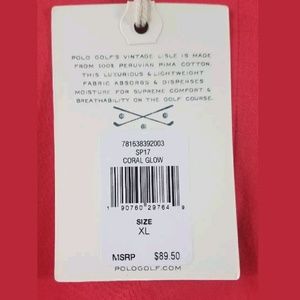 POLO GOLF'S VINTAGE LISLE IS MADE
FROM 100% PERUVIAN PIMA COTTON.
THIS LUXURIOUS & LIGHTWEIGHT
FABRIC ABSORBS & DISPENSES
MOISTURE FOR SUPREME COMFORT &
BREATHABILITY ON THE GOLF COURSE.
781638392003
SP17
CORAL GLOW
1 90760 29764 9
SIZE
XL
MSRP $89.50
POLOGOLF.COM